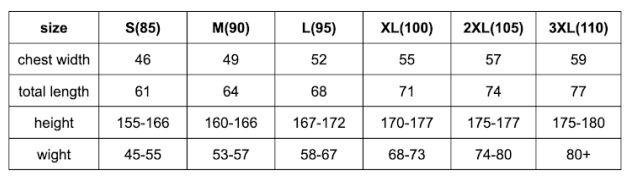 size S(85) M(90) L(95) XL(100) 2XL(105) 3XL(110)
chest width 46 49 52 55 57 59
total length 61 64 68 71 74 77
height 155-166 160-166 167-172 170-177 175-177 175-180
wight 45-55 53-57 58-67 68-73 74-80 80+